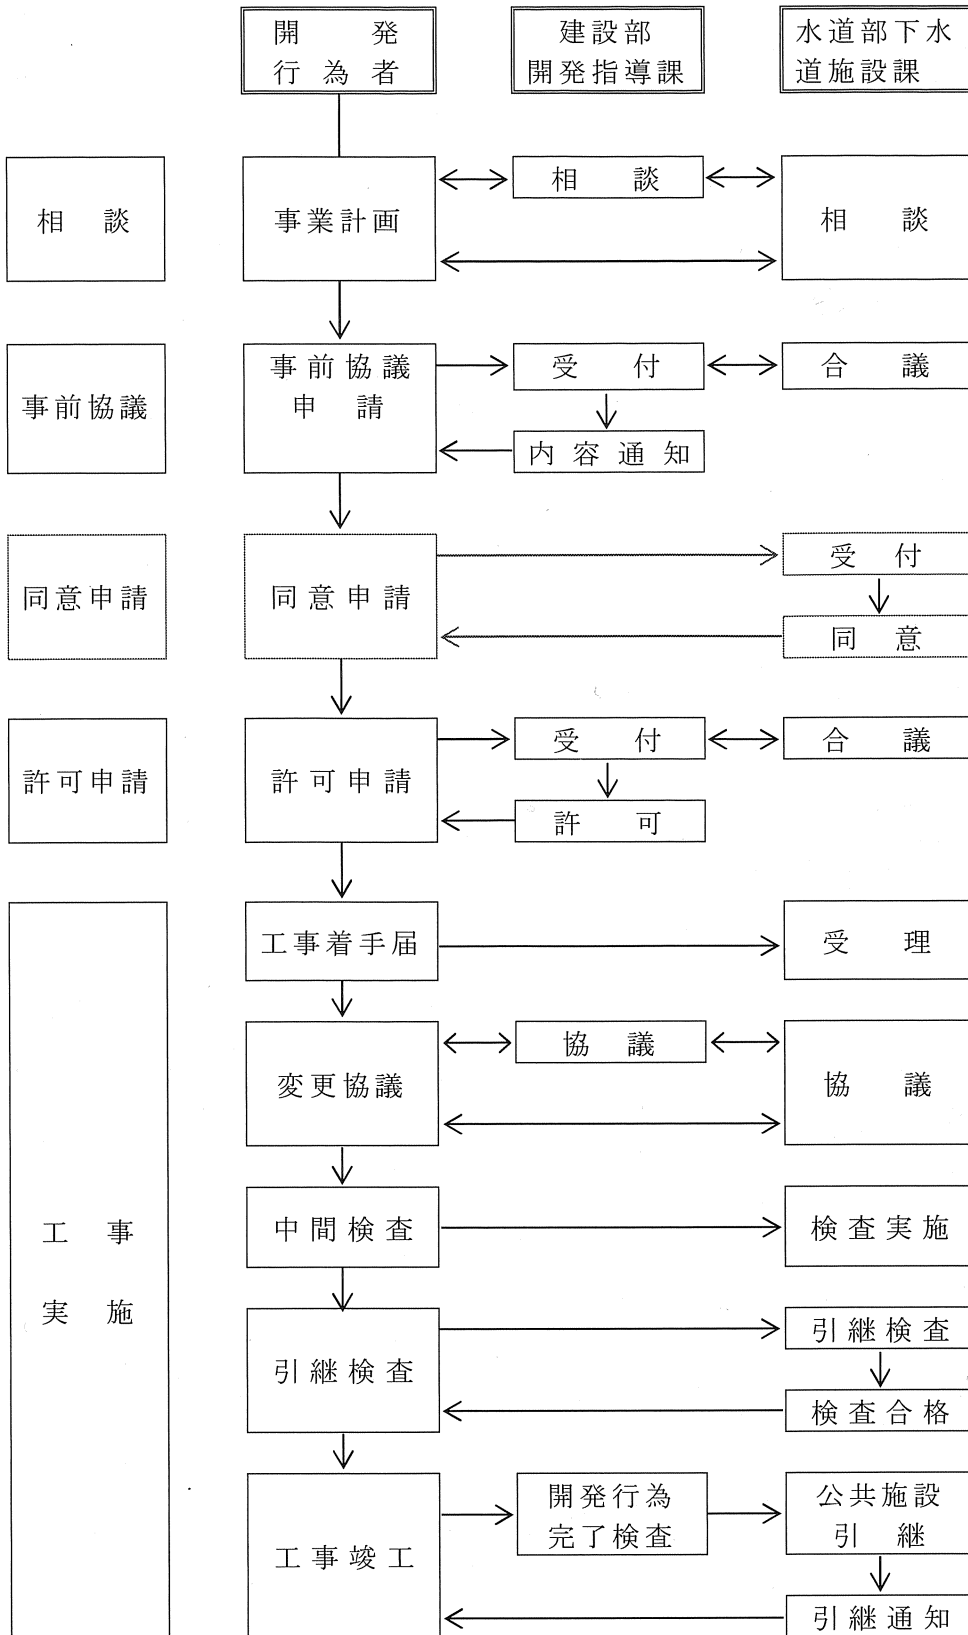 開発
行為者
建設部
開発指導課
水道部下水
道施設課
相談
事業計画
相談
相談
事前協議
事前協議
申請
受付
合議
内容通知
同意申請
同意申請
受付
同意
許可申請
許可申請
受付
合議
許可
工事
実施
工事着手届
受理
変更協議
協議
協議
中間検査
検査実施
引継検査
引継検査
検査合格
工事竣工
開発行為
完了検査
公共施設
引継
引継通知